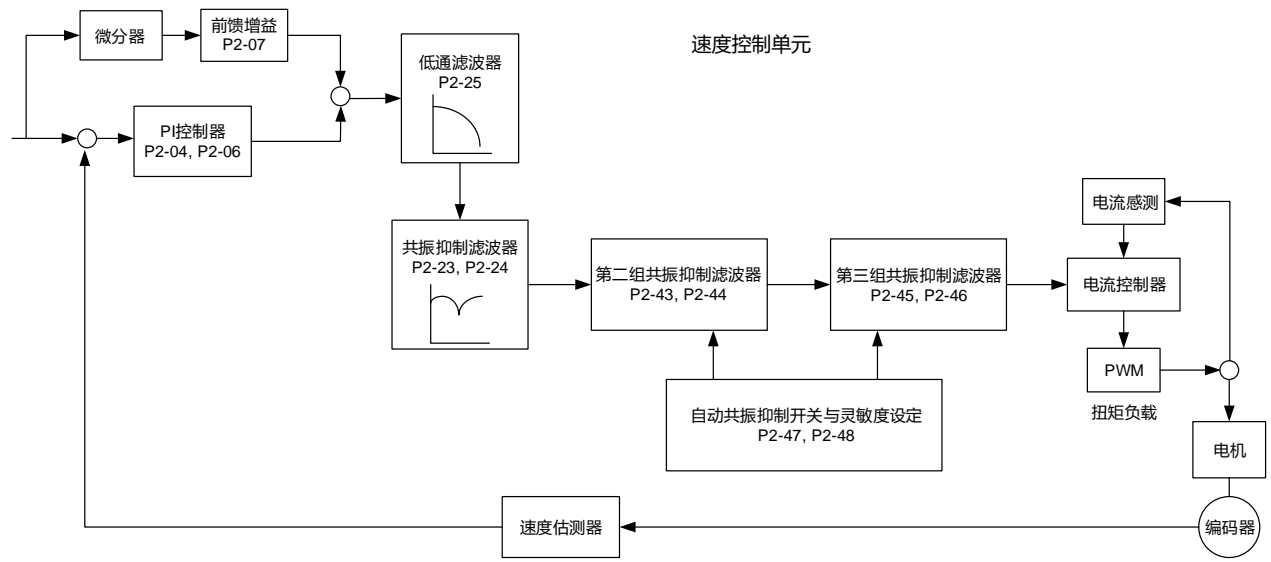 速度控制单元
微分器
前馈增益
P2-07
低通滤波器
P2-25
PI控制器
P2-04, P2-06
共振抑制滤波器
P2-23, P2-24
第二组共振抑制滤波器
P2-43, P2-44
第三组共振抑制滤波器
P2-45, P2-46
电流感测
电流控制器
PWM
扭矩负载
自动共振抑制开关与灵敏度设定
P2-47, P2-48
电机
速度估测器
编码器